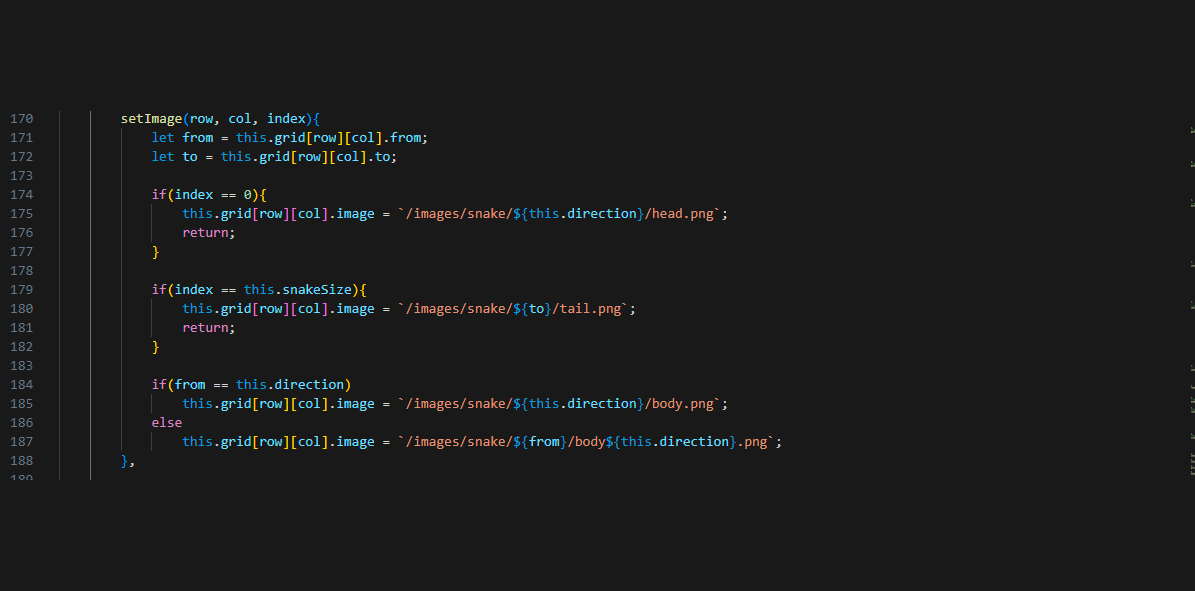 170 setImage(row, col, index){
171 let from = this.grid[row][col].from;
172 let to = this.grid[row][col].to;
173
174 if(index == 0){
175 this.grid[row][col].image = `/images/snake/${this.direction}/head.png`;
176 return;
177 }
178
179 if(index == this.snakeSize){
180 this.grid[row][col].image = `/images/snake/${to}/tail.png`;
181 return;
182 }
183
184 if(from == this.direction)
185 this.grid[row][col].image = `/images/snake/${this.direction}/body.png`;
186 else
187 this.grid[row][col].image = `/images/snake/${from}/body${this.direction}.png`;
188 },
189